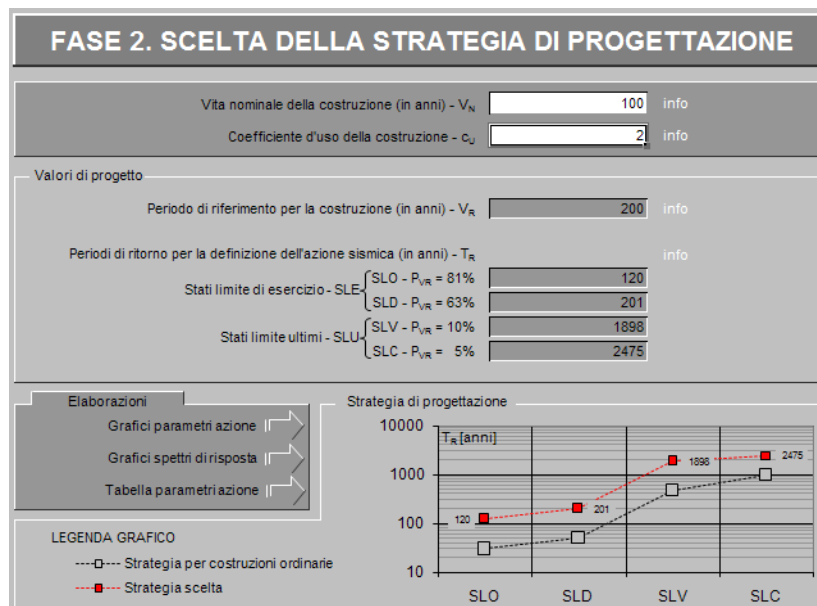 FASE 2. SCELTA DELLA STRATEGIA DI PROGETTAZIONE
Vita nominale della costruzione (in anni) - VN 100 info
Coefficiente d'uso della costruzione - cU 2 info
Valori di progetto
Periodo di riferimento per la costruzione (in anni) - VR 200 info
Periodi di ritorno per la definizione dell'azione sismica (in anni) - TR info
Stati limite di esercizio - SLE
SLO - PVR = 81% 120
SLD - PVR = 63% 201
Stati limite ultimi - SLU
SLV - PVR = 10% 1898
SLC - PVR = 5% 2475
Elaborazioni
Grafici parametri azione
Grafici spettri di risposta
Tabella parametri azione
LEGENDA GRAFICO
Strategia per costruzioni ordinarie
Strategia scelta
Strategia di progettazione
TR [anni]
10000
1000
100
10
120
201
1898
2475
SLO SLD SLV SLC